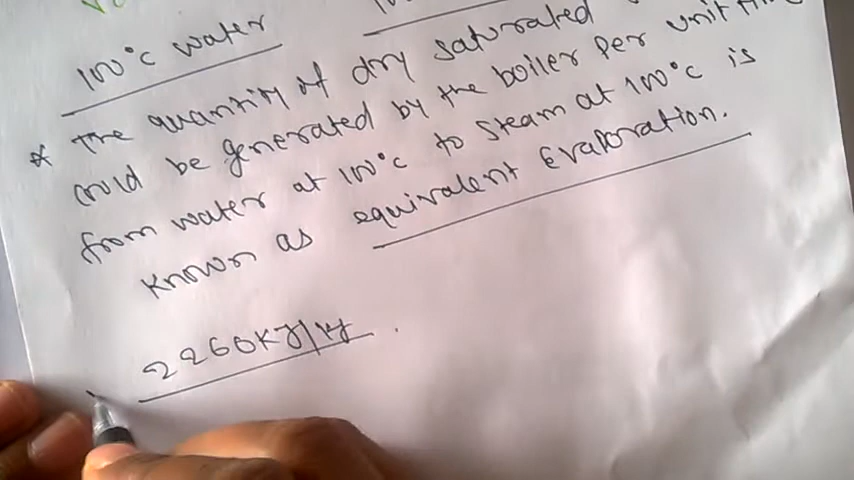 100°c water
* The quantity of dry saturated
could be generated by the boiler per unit
from water at 100°c to steam at 100°c is
known as equivalent Evaporation.
2260KJ/kg.